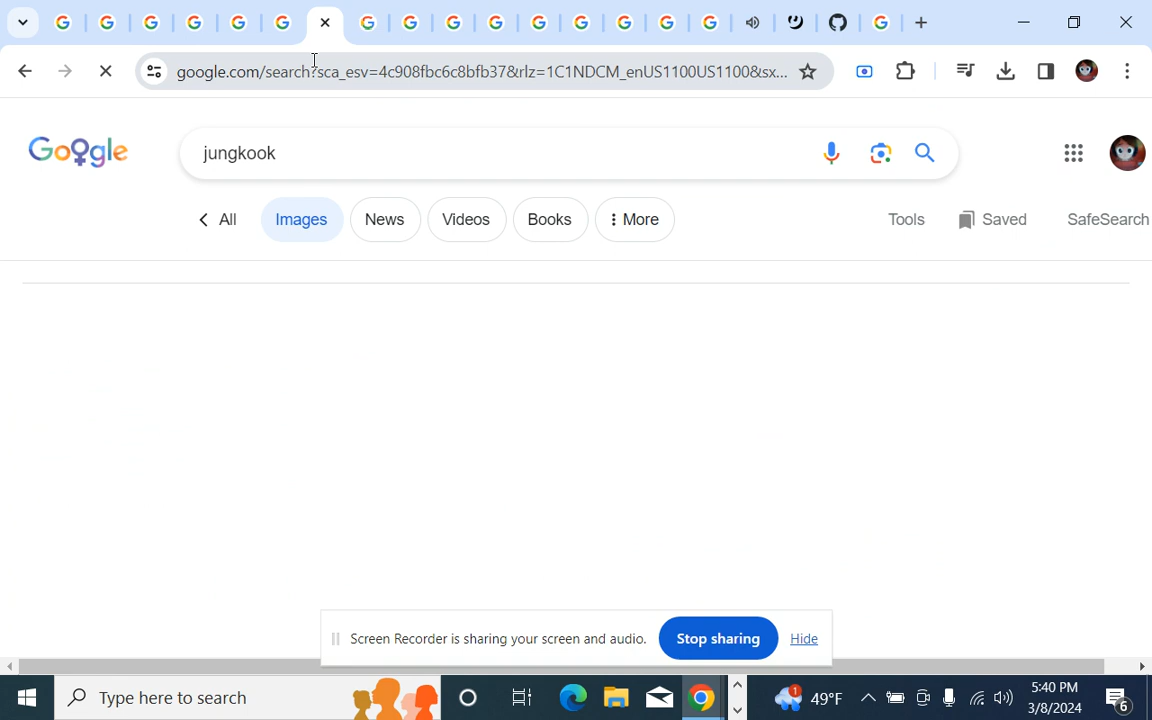 google.com/search?sca_esv=4c908fbc6c8bfb37&rlz=1C1NDCM_enUS1100US1100&sx...
Google
jungkook
All
Images
News
Videos
Books
More
Tools
Saved
SafeSearch
Screen Recorder is sharing your screen and audio.
Stop sharing
Hide
Type here to search
1
49°F
5:40 PM
3/8/2024
6